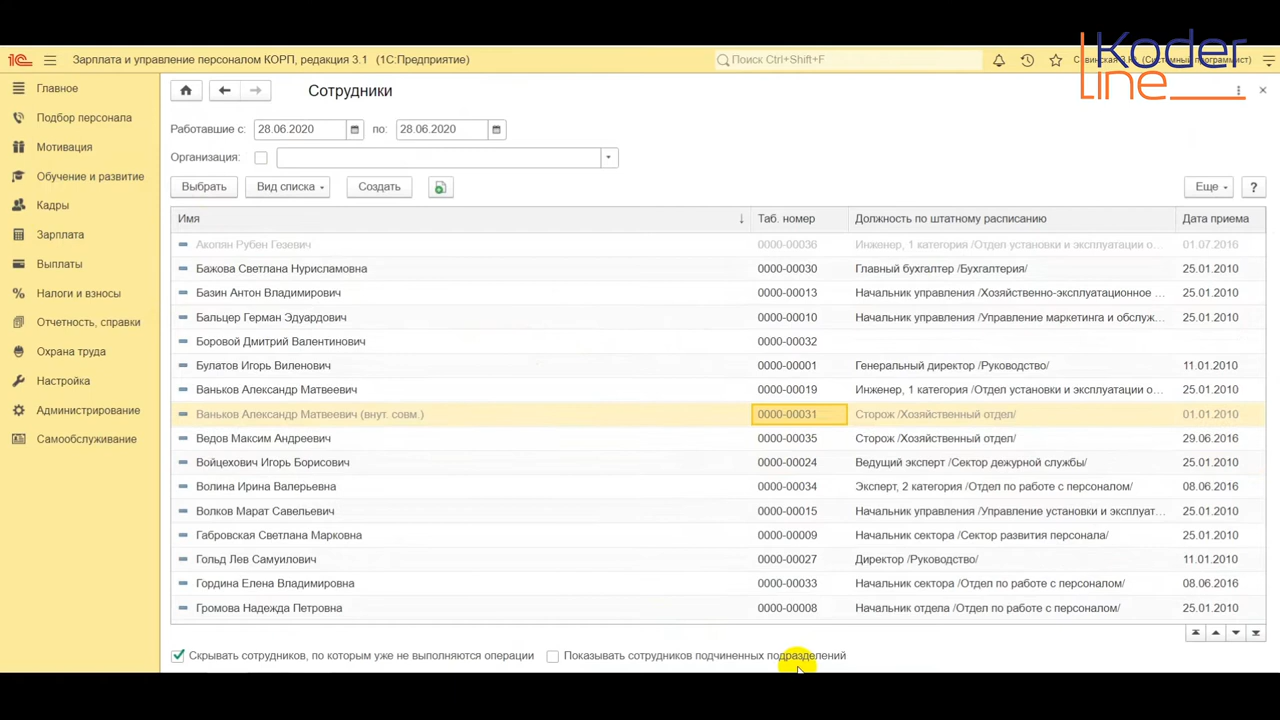 Koder
line
1С Зарплата и управление персоналом КОРП, редакция 3.1 (1С:Предприятие) Поиск Ctrl+Shift+F (Системный программист)
Главное
Подбор персонала
Мотивация
Обучение и развитие
Кадры
Зарплата
Выплаты
Налоги и взносы
Отчетность, справки
Охрана труда
Настройка
Администрирование
Самообслуживание
Сотрудники
Работавшие с: 28.06.2020 по: 28.06.2020
Организация:
Выбрать Вид списка Создать Еще ?
Имя Таб. номер Должность по штатному расписанию Дата приема
Акопян Рубен Гезевич 0000-00036 Инженер, 1 категория /Отдел установки и эксплуатации о... 01.07.2016
Бажова Светлана Нурисламовна 0000-00030 Главный бухгалтер /Бухгалтерия/ 25.01.2010
Базин Антон Владимирович 0000-00013 Начальник управления /Хозяйственно-эксплуатационное ... 25.01.2010
Бальцер Герман Эдуардович 0000-00010 Начальник управления /Управление маркетинга и обслуж... 25.01.2010
Боровой Дмитрий Валентинович 0000-00032
Булатов Игорь Виленович 0000-00001 Генеральный директор /Руководство/ 11.01.2010
Ваньков Александр Матвеевич 0000-00019 Инженер, 1 категория /Отдел установки и эксплуатации о... 25.01.2010
Ваньков Александр Матвеевич (внут. совм.) 0000-00031 Сторож /Хозяйственный отдел/ 01.01.2010
Ведов Максим Андреевич 0000-00035 Сторож /Хозяйственный отдел/ 29.06.2016
Войцехович Игорь Борисович 0000-00024 Ведущий эксперт /Сектор дежурной службы/ 25.01.2010
Волина Ирина Валерьевна 0000-00034 Эксперт, 2 категория /Отдел по работе с персоналом/ 08.06.2016
Волков Марат Савельевич 0000-00015 Начальник управления /Управление установки и эксплуат... 25.01.2010
Габровская Светлана Марковна 0000-00009 Начальник сектора /Сектор развития персонала/ 25.01.2010
Гольд Лев Самуилович 0000-00027 Директор /Руководство/ 11.01.2010
Гордина Елена Владимировна 0000-00033 Начальник сектора /Отдел по работе с персоналом/ 08.06.2016
Громова Надежда Петровна 0000-00008 Начальник отдела /Отдел по работе с персоналом/ 25.01.2010
Скрывать сотрудников, по которым уже не выполняются операции Показывать сотрудников подчиненных подразделений